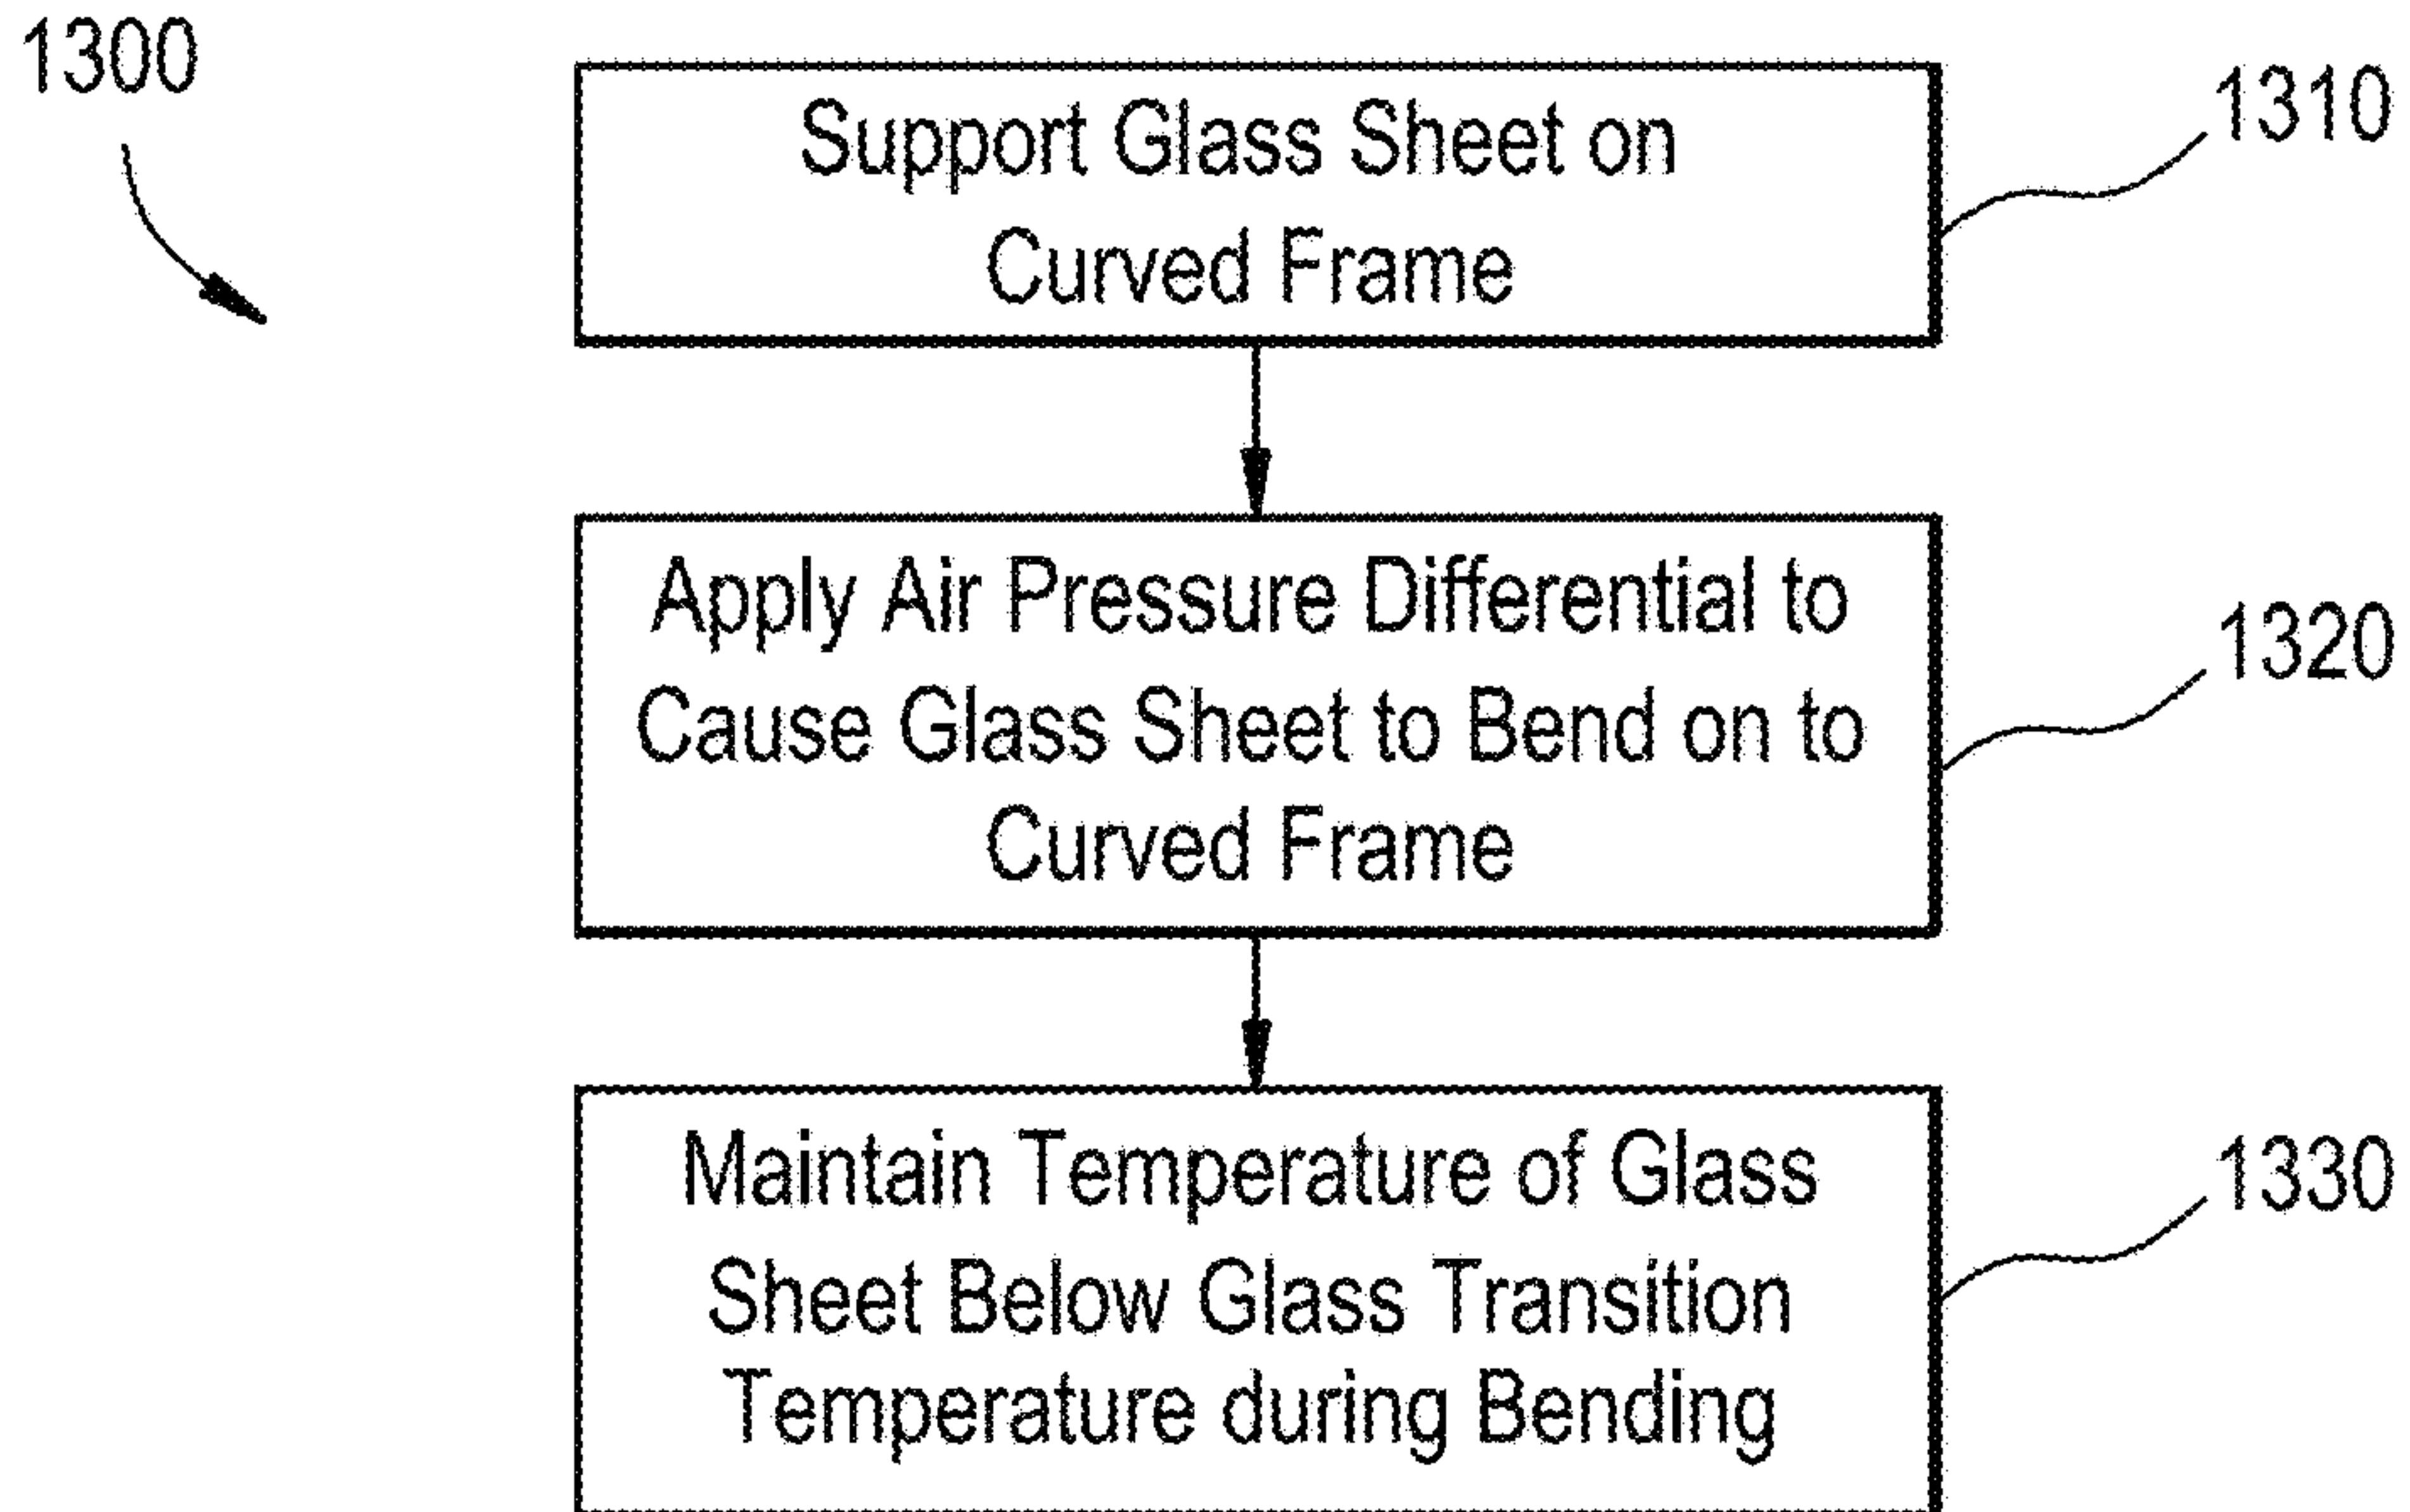 1300
Support Glass Sheet on
Curved Frame
1310
Apply Air Pressure Differential to
Cause Glass Sheet to Bend on to
Curved Frame
1320
Maintain Temperature of Glass
Sheet Below Glass Transition
Temperature during Bending
1330